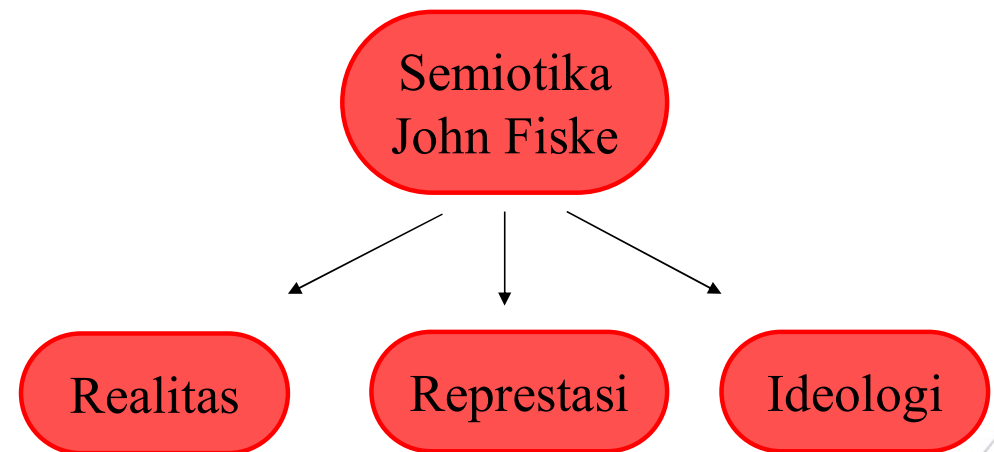 Semiotika
John Fiske
Realitas
Represtasi
Ideologi